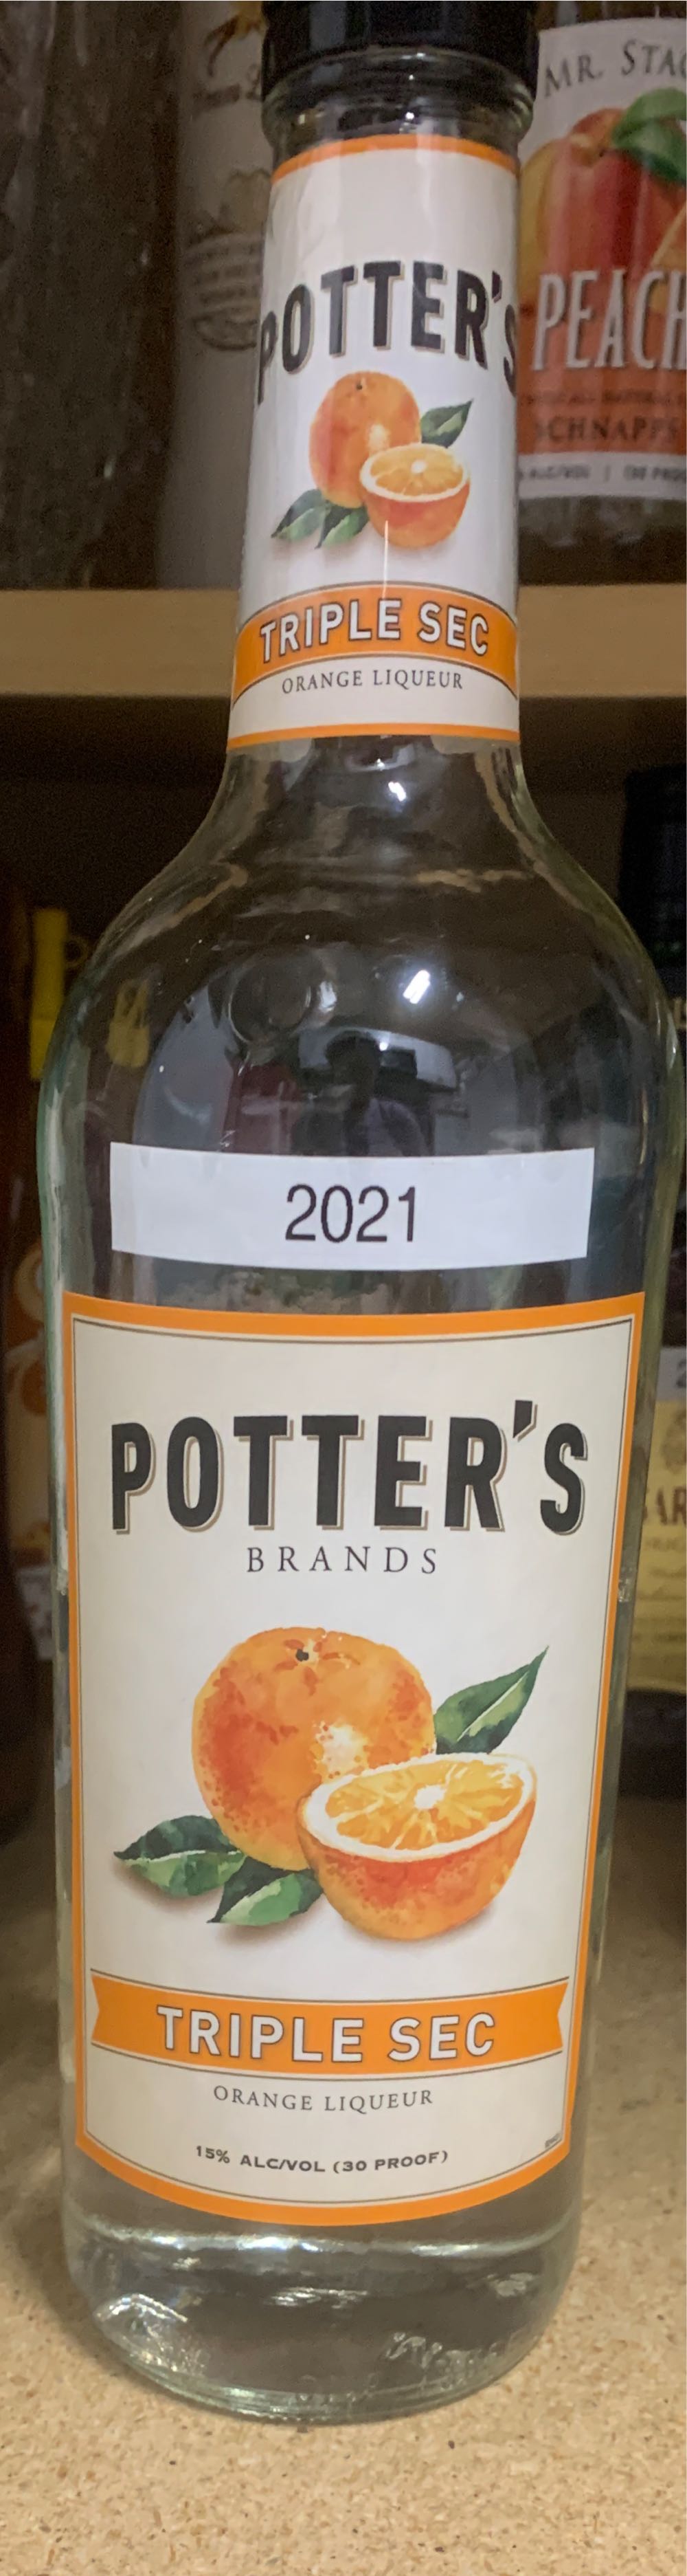 MR. STAC
POTTER'S
PEACH
SCHNAPPS
TRIPLE SEC
ORANGE LIQUEUR
2021
POTTER'S
BRANDS
TRIPLE SEC
ORANGE LIQUEUR
15% ALC/VOL (30 PROOF)